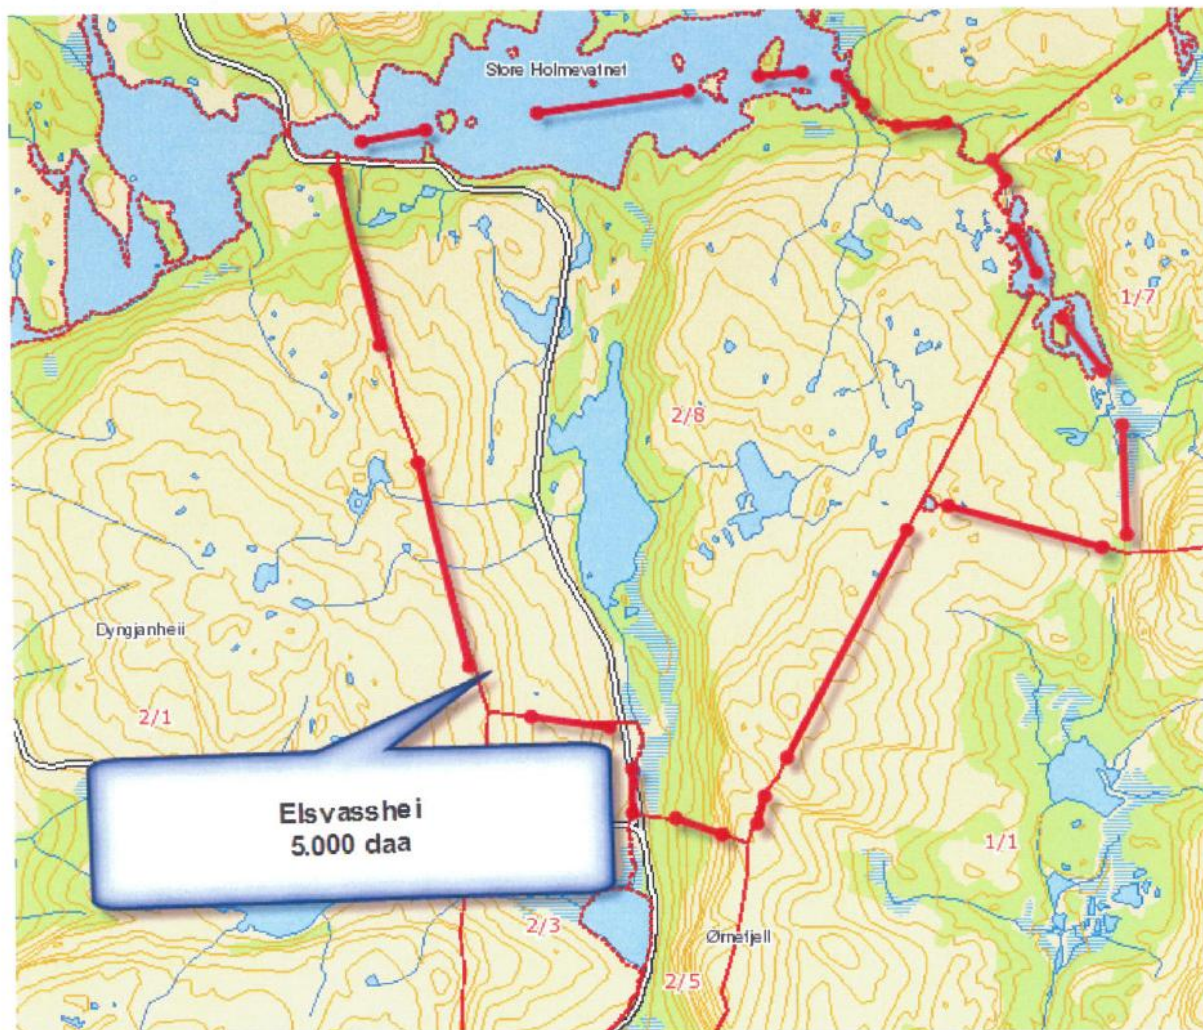 Store Holmevatnet
1/7
2/8
Dyngjanheii
2/1
Elsvasshei
5.000 daa
1/1
2/3
Ørnefjell
2/5